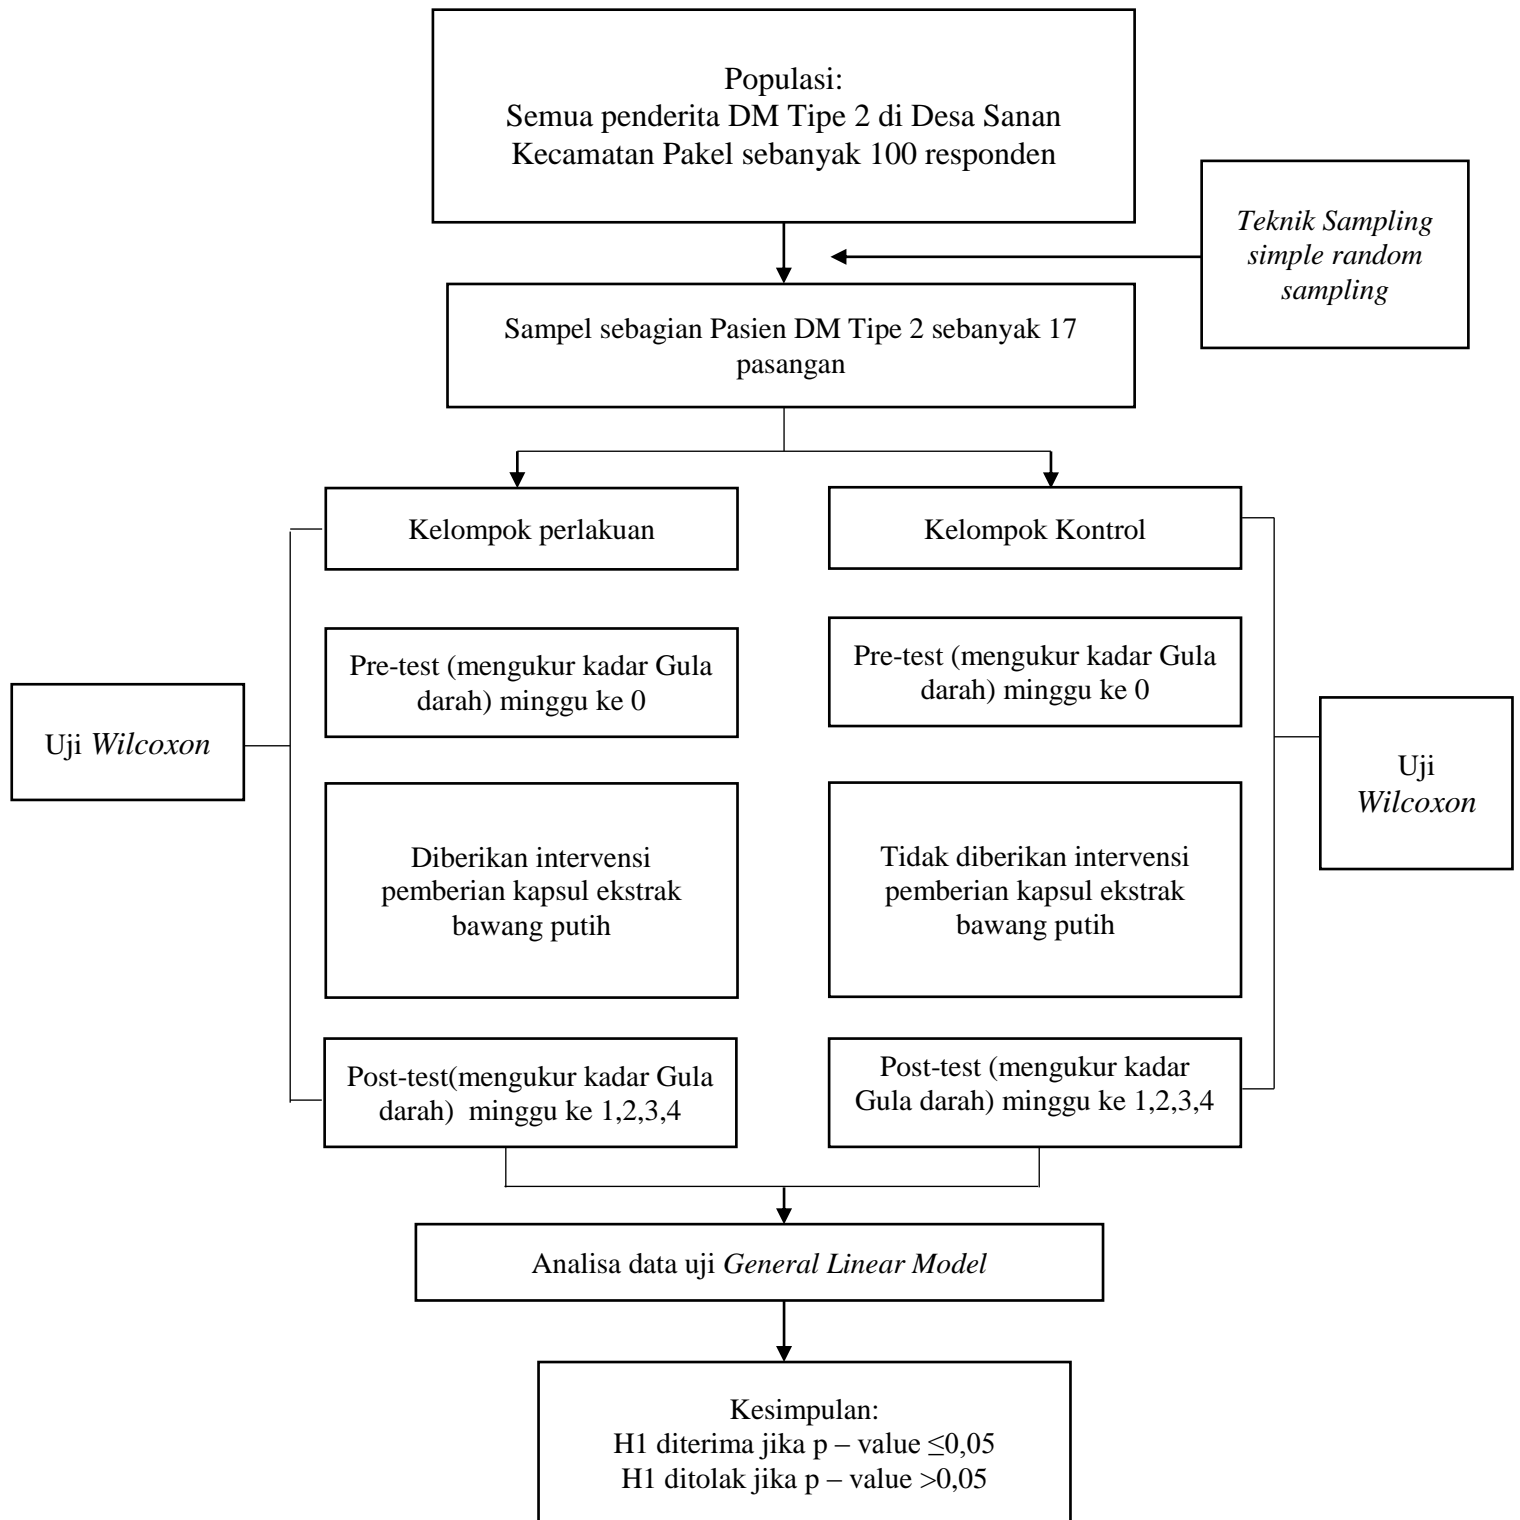 Populasi:
Semua penderita DM Tipe 2 di Desa Sanan
Kecamatan Pakel sebanyak 100 responden
Teknik Sampling
simple random
sampling
Sampel sebagian Pasien DM Tipe 2 sebanyak 17
pasangan
Kelompok perlakuan
Kelompok Kontrol
Pre-test (mengukur kadar Gula
darah) minggu ke 0
Pre-test (mengukur kadar Gula
darah) minggu ke 0
Uji Wilcoxon
Uji
Wilcoxon
Diberikan intervensi
pemberian kapsul ekstrak
bawang putih
Tidak diberikan intervensi
pemberian kapsul ekstrak
bawang putih
Post-test(mengukur kadar Gula
darah)  minggu ke 1,2,3,4
Post-test (mengukur kadar
Gula darah) minggu ke 1,2,3,4
Analisa data uji General Linear Model
Kesimpulan:
H1 diterima jika p – value ≤0,05
H1 ditolak jika p – value >0,05